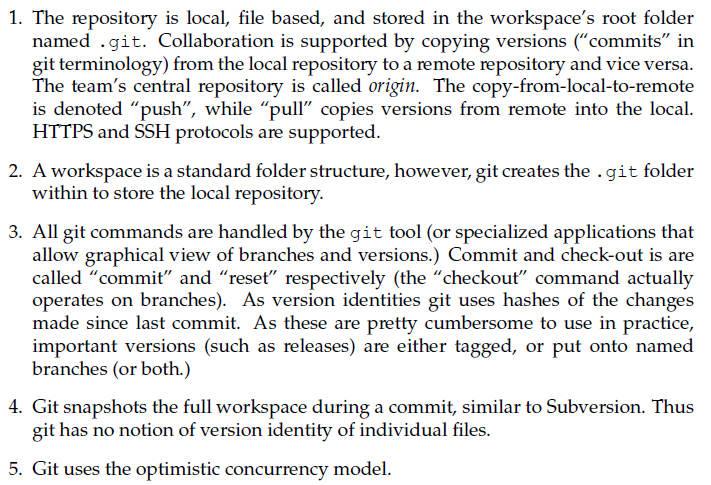 1. The repository is local, file based, and stored in the workspace's root folder
named .git. Collaboration is supported by copying versions (“commits” in
git terminology) from the local repository to a remote repository and vice versa.
The team's central repository is called origin. The copy-from-local-to-remote
is denoted “push”, while “pull” copies versions from remote into the local.
HTTPS and SSH protocols are supported.
2. A workspace is a standard folder structure, however, git creates the .git folder
within to store the local repository.
3. All git commands are handled by the git tool (or specialized applications that
allow graphical view of branches and versions.) Commit and check-out is are
called “commit” and “reset” respectively (the “checkout” command actually
operates on branches). As version identities git uses hashes of the changes
made since last commit. As these are pretty cumbersome to use in practice,
important versions (such as releases) are either tagged, or put onto named
branches (or both.)
4. Git snapshots the full workspace during a commit, similar to Subversion. Thus
git has no notion of version identity of individual files.
5. Git uses the optimistic concurrency model.